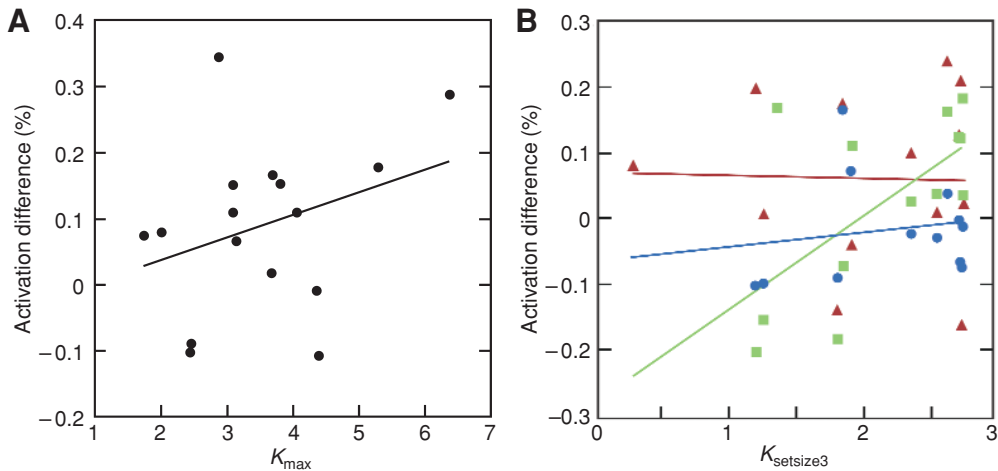 A
Activation difference (%)
0.4
0.3
0.2
0.1
0
−0.1
−0.2
1 2 3 4 5 6 7
Kmax
B
Activation difference (%)
0.3
0.2
0.1
0
−0.1
−0.2
−0.3
0 1 2 3
Ksetsize3